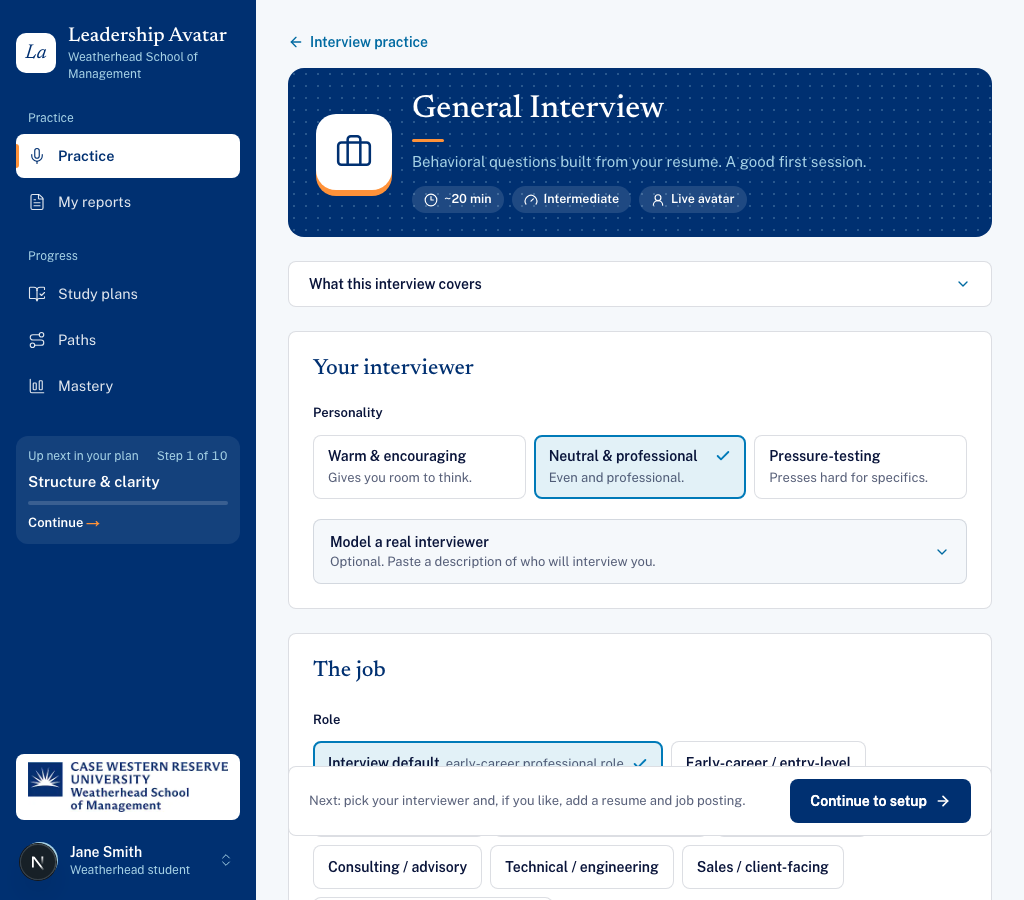 La
Leadership Avatar
Weatherhead School of
Management
Practice
Practice
My reports
Progress
Study plans
Paths
Mastery
Up next in your plan Step 1 of 10
Structure & clarity
Continue →
CASE WESTERN RESERVE
UNIVERSITY
Weatherhead School
of Management
N
Jane Smith
Weatherhead student
← Interview practice
General Interview
Behavioral questions built from your resume. A good first session.
~20 min Intermediate Live avatar
What this interview covers
Your interviewer
Personality
Warm & encouraging
Gives you room to think.
Neutral & professional
Even and professional.
Pressure-testing
Presses hard for specifics.
Model a real interviewer
Optional. Paste a description of who will interview you.
The job
Role
Interview default early-career professional role
Early-career / entry-level
Next: pick your interviewer and, if you like, add a resume and job posting.
Continue to setup →
Consulting / advisory Technical / engineering Sales / client-facing